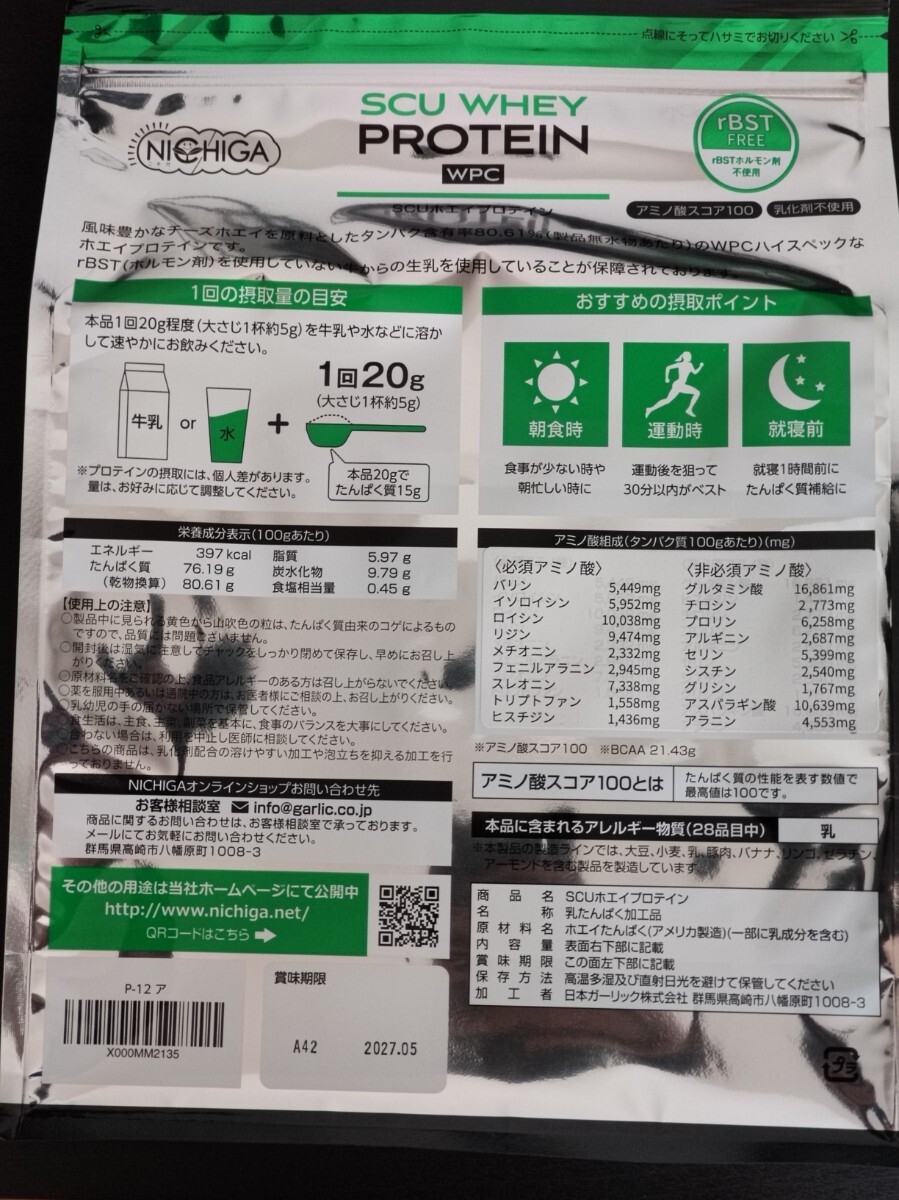 点線にそってハサミでお切りください
NICHIGA
SCU WHEY
PROTEIN
WPC
SCUホエイプロテイン
rBST
FREE
rBSTホルモン剤
不使用
アミノ酸スコア100 乳化剤不使用
風味豊かなチーズホエイを原料としたタンパク含有率80.61%(製品無水物あたり)のWPCハイスペックな
ホエイプロテインです。
rBST(ホルモン剤)を使用していない牛からの生乳を使用していることが保障されております。
1回の摂取量の目安
本品1回20g程度(大さじ1杯約5g)を牛乳や水などに溶か
して速やかにお飲みください。
牛乳 or 水 +
1回20g
(大さじ1杯約5g)
本品20gで
たんぱく質15g
※プロテインの摂取には、個人差があります。
量は、お好みに応じて調整してください。
おすすめの摂取ポイント
朝食時 運動時 就寝前
食事が少ない時や 運動後を狙って 就寝1時間前に
朝忙しい時に 30分以内がベスト たんぱく質補給に
栄養成分表示(100gあたり)
エネルギー 397kcal 脂質 5.97g
たんぱく質 76.19g 炭水化物 9.79g
(乾物換算) 80.61g 食塩相当量 0.45g
【使用上の注意】
○製品中に見られる黄色から山吹色の粒は、たんぱく質由来のコゲによるもの
ですので、品質には問題ございません。
○開封後は湿気に注意してチャックをしっかり閉めて保存し、早めにお召し上
がりください。
○原材料名をご確認の上、食品アレルギーのある方は召し上がらないでください。
○薬を服用中あるいは通院中の方は、お医者様にご相談の上、お召し上がりください。
○乳幼児の手の届かない場所で保管してください。
○食生活は、主食、主菜、副菜を基本に、食事のバランスを大事にしてください。
○合わない場合は、利用を中止し医師に相談してください。
○こちらの商品は、乳化剤配合の溶けやすい加工や泡立ちを抑える加工を行
っておりません。
アミノ酸組成(タンパク質100gあたり)(mg)
〈必須アミノ酸〉 〈非必須アミノ酸〉
バリン 5,449mg グルタミン酸 16,861mg
イソロイシン 5,952mg チロシン 2,773mg
ロイシン 10,038mg プロリン 6,258mg
リジン 9,474mg アルギニン 2,687mg
メチオニン 2,332mg セリン 5,399mg
フェニルアラニン 2,945mg シスチン 2,540mg
スレオニン 7,338mg グリシン 1,767mg
トリプトファン 1,558mg アスパラギン酸 10,639mg
ヒスチジン 1,436mg アラニン 4,553mg
※アミノ酸スコア100 ※BCAA 21.43g
アミノ酸スコア100とは
たんぱく質の性能を表す数値で
最高値は100です。
本品に含まれるアレルギー物質(28品目中) 乳
※本製品の製造ラインでは、大豆、小麦、乳、豚肉、バナナ、リンゴ、ゼラチン、
アーモンドを含む製品を製造しています。
NICHIGAオンラインショップお問い合わせ先
お客様相談室 info@garlic.co.jp
商品に関するお問い合わせは、お客様相談室で承っております。
メールにてお気軽にお問い合わせください。
群馬県高崎市八幡原町1008-3
その他の用途は当社ホームページにて公開中
http://www.nichiga.net/
QRコードはこちら
商品名 SCUホエイプロテイン
名称 乳たんぱく加工品
原材料名 ホエイたんぱく(アメリカ製造)(一部に乳成分を含む)
内容量 表面右下部に記載
賞味期限 この面左下部に記載
保存方法 高温多湿及び直射日光を避けて保管してください
加工者 日本ガーリック株式会社 群馬県高崎市八幡原町1008-3
P-12 ア
X000MM2135
賞味期限
A42 2027.05
プラ